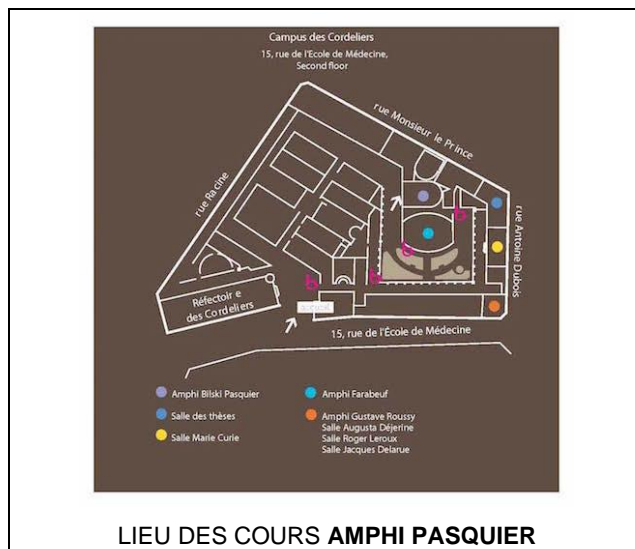 Campus des Cordeliers
15, rue de l'Ecole de Médecine,
Second floor
rue Monsieur le Prince
rue Racine
rue Antoine Dubois
Réfectoire
des Cordeliers
15, rue de l'École de Médecine
Amphi Bilski Pasquier
Salle des thèses
Salle Marie Curie
Amphi Farabeuf
Amphi Gustave Roussy
Salle Augusta Déjerine
Salle Roger Leroux
Salle Jacques Delarue
LIEU DES COURS AMPHI PASQUIER